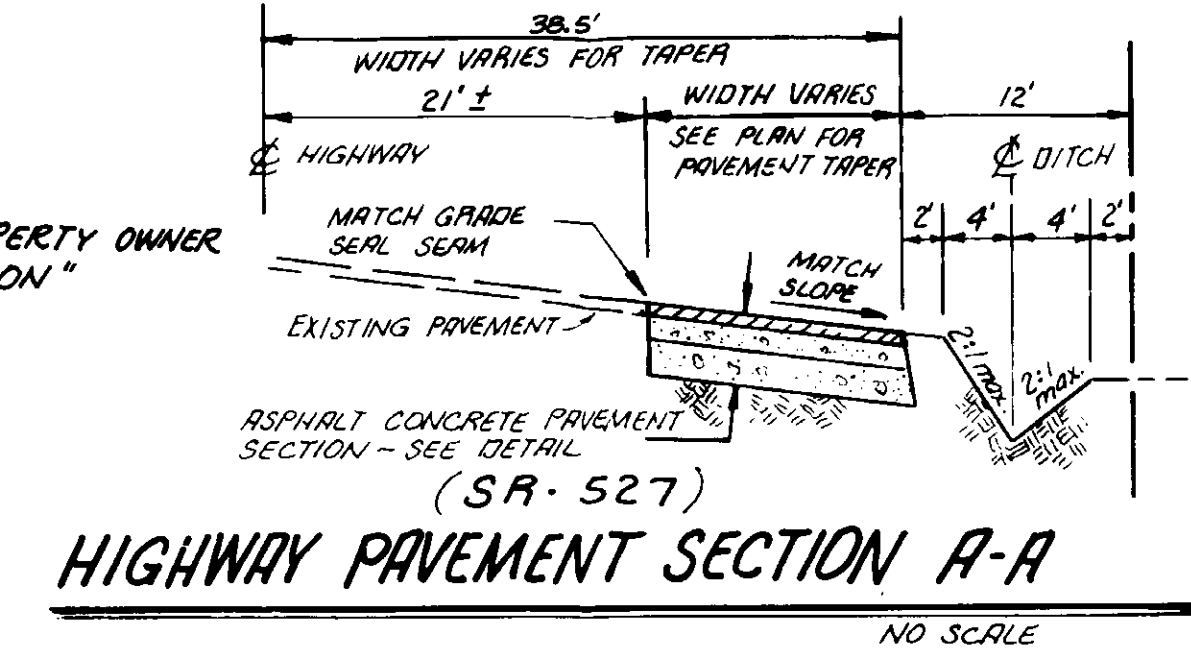 38.5'
WIDTH VARIES FOR TAPER
21' ±
WIDTH VARIES
12'
SEE PLAN FOR
PAVEMENT TAPER
℄ HIGHWAY
℄ DITCH
2'
4'
4'
2'
PERTY OWNER
ON "
MATCH GRADE
SEAL SEAM
MATCH
SLOPE
EXISTING PAVEMENT
2:1
max.
2:1
max.
ASPHALT CONCRETE PAVEMENT
SECTION - SEE DETAIL
(SR. 527)
HIGHWAY PAVEMENT SECTION A-A
NO SCALE